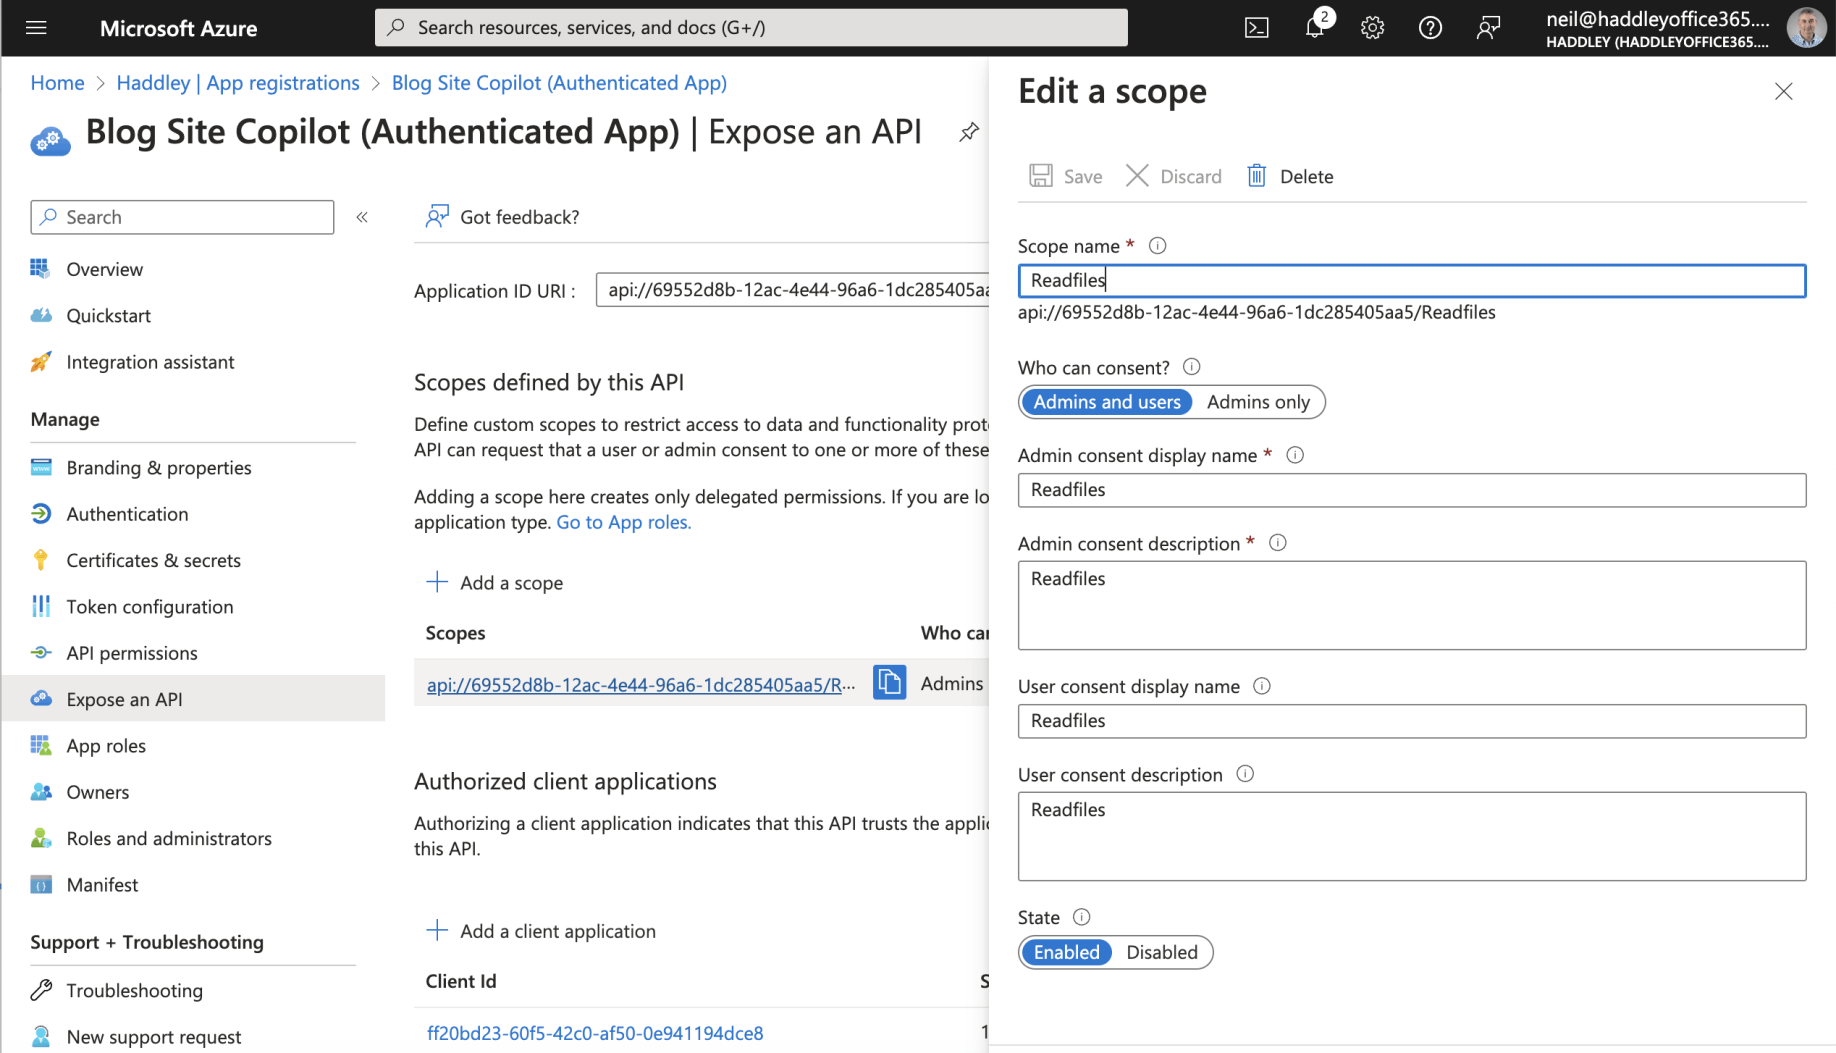 Microsoft Azure
Search resources, services, and docs (G+/)
2
neil@haddleyoffice365....
HADDLEY (HADDLEYOFFICE365....
Home > Haddley | App registrations > Blog Site Copilot (Authenticated App)
Blog Site Copilot (Authenticated App) | Expose an API
Search
«
Overview
Quickstart
Integration assistant
Manage
Branding & properties
Authentication
Certificates & secrets
Token configuration
API permissions
Expose an API
App roles
Owners
Roles and administrators
Manifest
Support + Troubleshooting
Troubleshooting
New support request
Got feedback?
Application ID URI :
api://69552d8b-12ac-4e44-96a6-1dc285405aa
Scopes defined by this API
Define custom scopes to restrict access to data and functionality prote
API can request that a user or admin consent to one or more of these
Adding a scope here creates only delegated permissions. If you are lo
application type. Go to App roles.
Add a scope
Scopes
Who can
api://69552d8b-12ac-4e44-96a6-1dc285405aa5/R...
Admins
Authorized client applications
Authorizing a client application indicates that this API trusts the applic
this API.
Add a client application
Client Id
S
ff20bd23-60f5-42c0-af50-0e941194dce8
1
Edit a scope
Save
Discard
Delete
Scope name *
Readfiles
api://69552d8b-12ac-4e44-96a6-1dc285405aa5/Readfiles
Who can consent?
Admins and users
Admins only
Admin consent display name *
Readfiles
Admin consent description *
Readfiles
User consent display name
Readfiles
User consent description
Readfiles
State
Enabled
Disabled